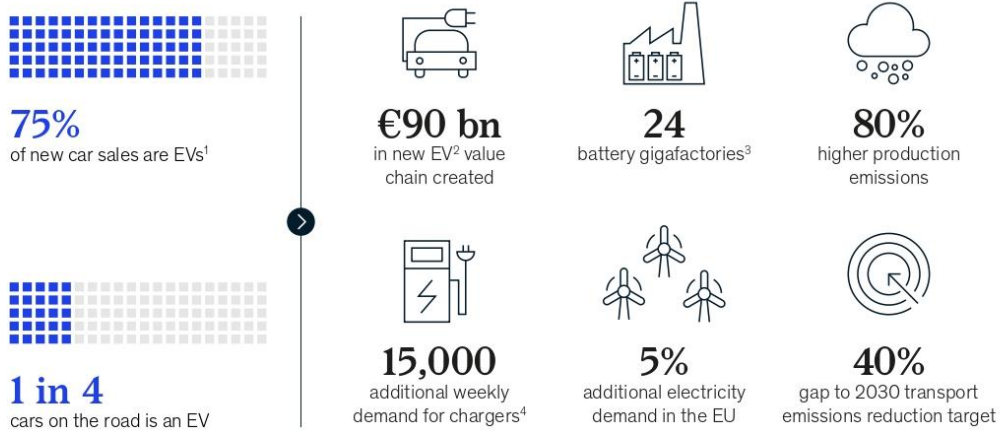 75%
of new car sales are EVs¹
1 in 4
cars on the road is an EV
€90 bn
in new EV² value
chain created
24
battery gigafactories³
80%
higher production
emissions
15,000
additional weekly
demand for chargers⁴
5%
additional electricity
demand in the EU
40%
gap to 2030 transport
emissions reduction target